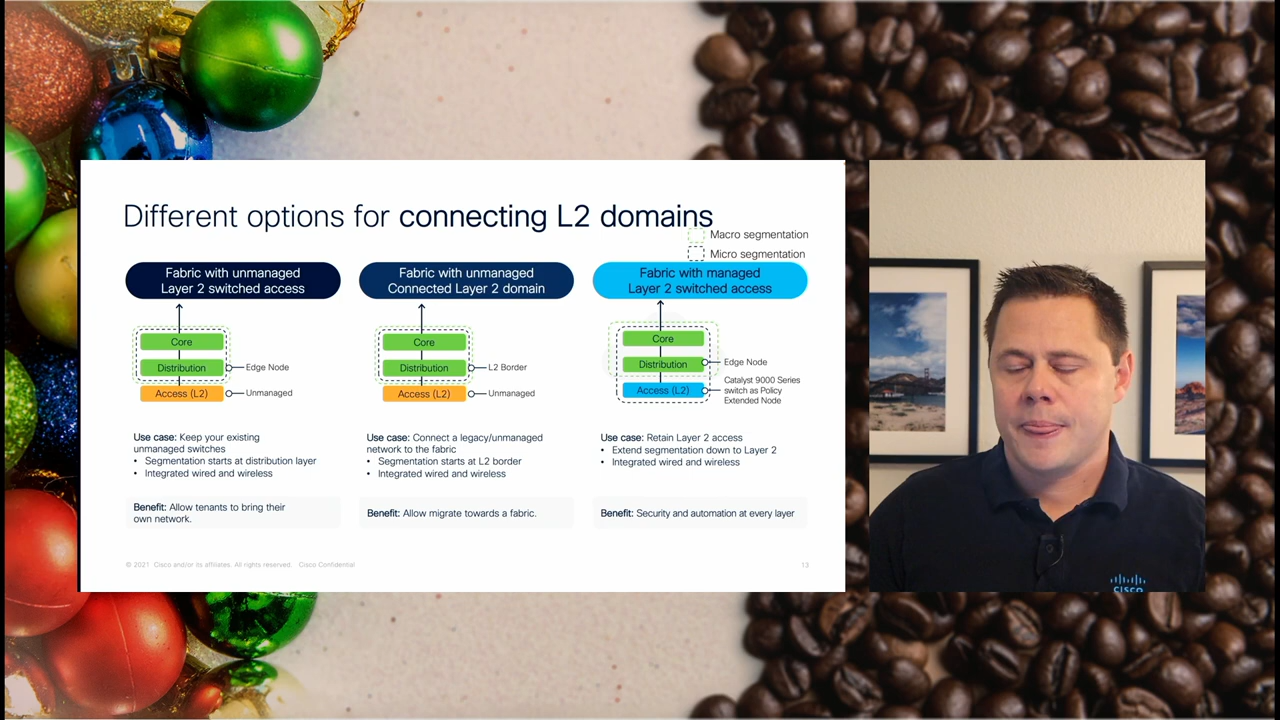 Different options for connecting L2 domains
Macro segmentation
Micro segmentation
Fabric with unmanaged
Layer 2 switched access
Core
Distribution
Access (L2)
Edge Node
Unmanaged
Use case: Keep your existing
unmanaged switches
• Segmentation starts at distribution layer
• Integrated wired and wireless
Benefit: Allow tenants to bring their
own network.
Fabric with unmanaged
Connected Layer 2 domain
Core
Distribution
Access (L2)
L2 Border
Unmanaged
Use case: Connect a legacy/unmanaged
network to the fabric
• Segmentation starts at L2 border
• Integrated wired and wireless
Benefit: Allow migrate towards a fabric.
Fabric with managed
Layer 2 switched access
Core
Distribution
Access (L2)
Edge Node
Catalyst 9000 Series
switch as Policy
Extended Node
Use case: Retain Layer 2 access
• Extend segmentation down to Layer 2
• Integrated wired and wireless
Benefit: Security and automation at every layer
© 2021 Cisco and/or its affiliates. All rights reserved. Cisco Confidential
13
CISCO